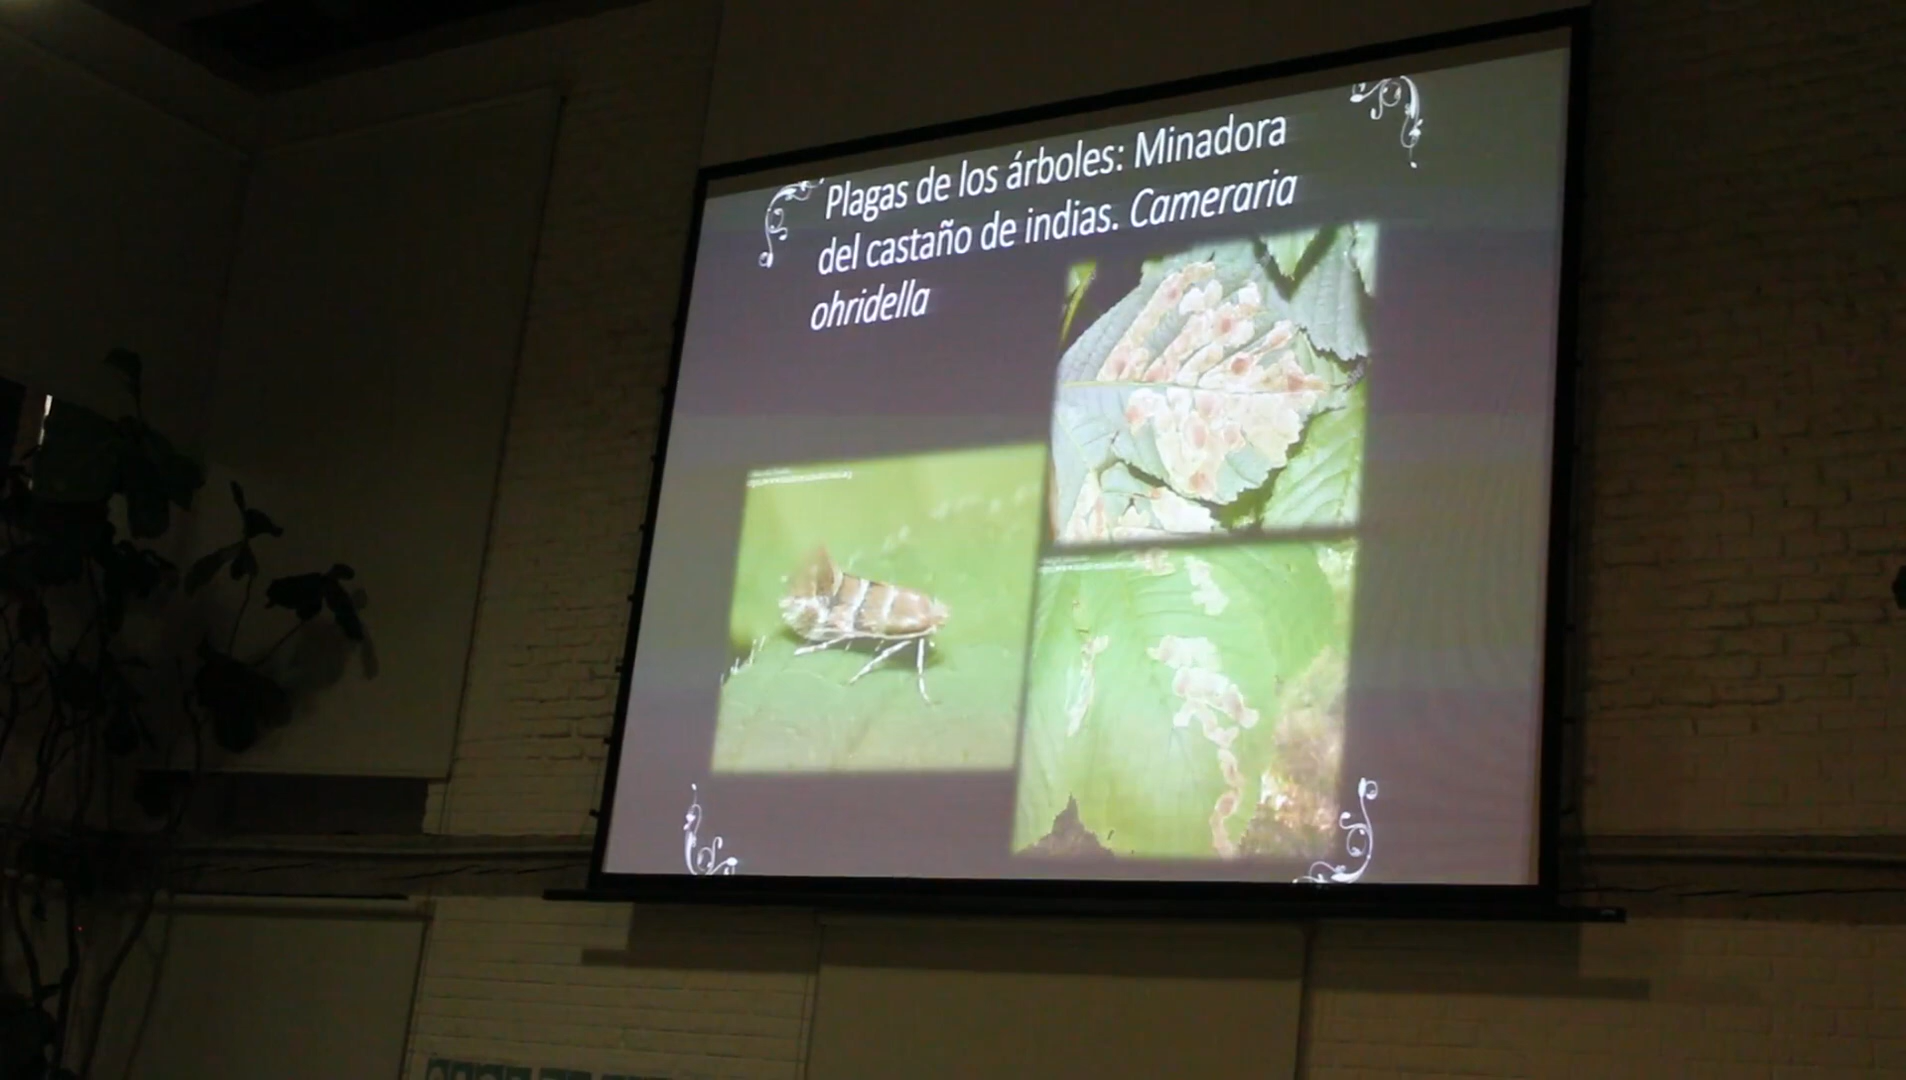 Plagas de los árboles: Minadora
del castaño de indias. Cameraria
ohridella